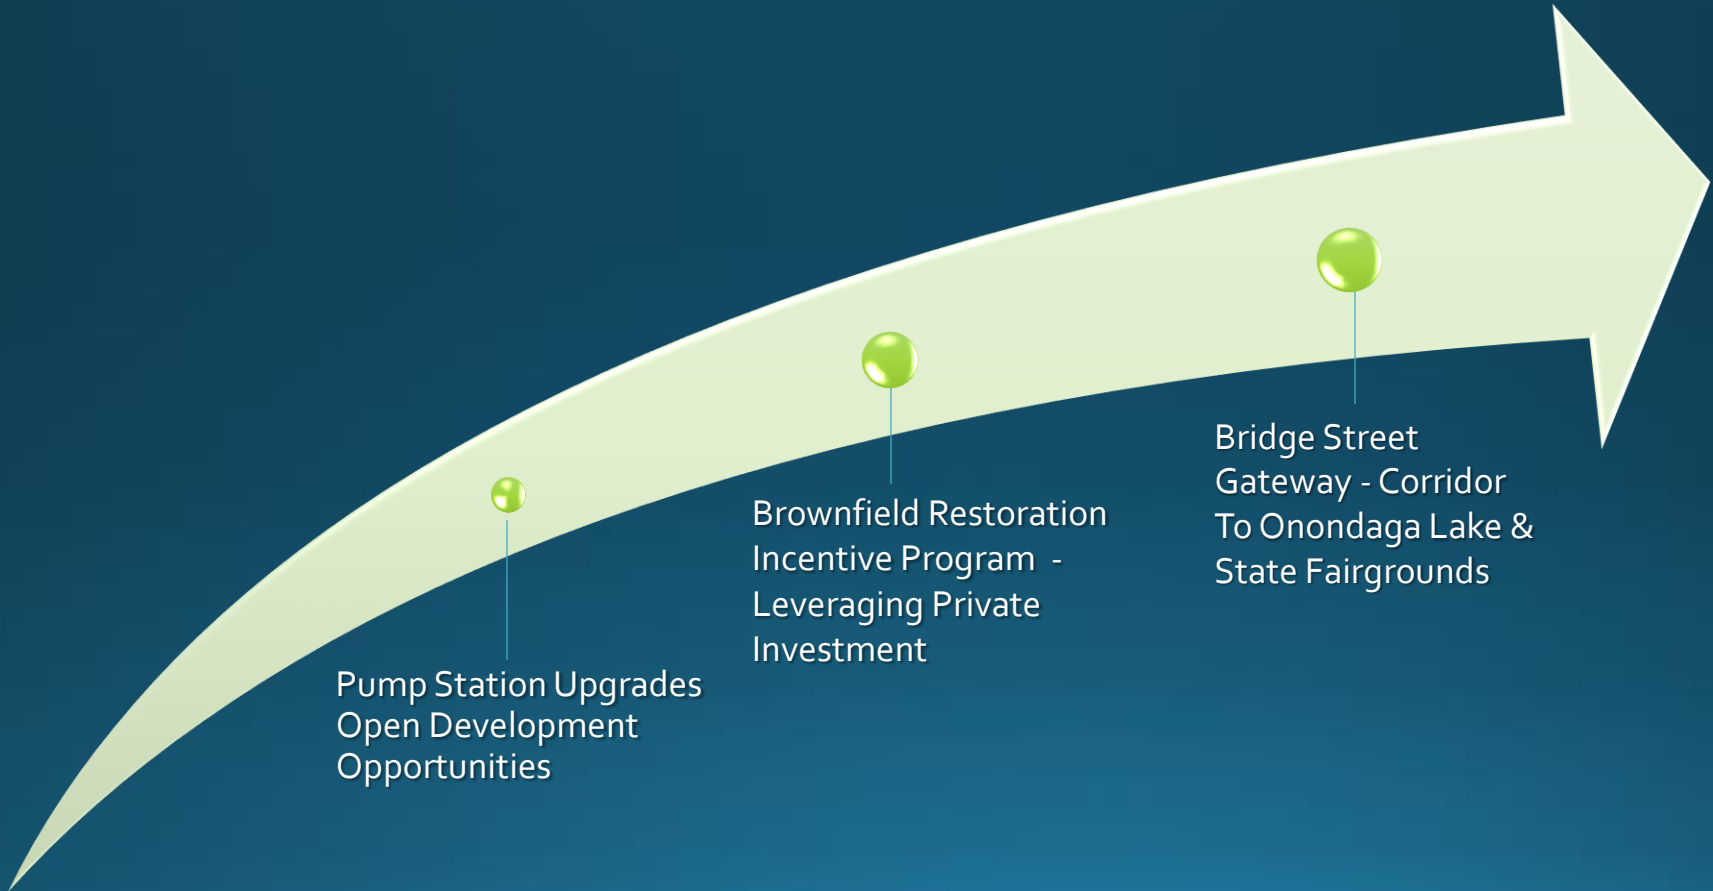 Pump Station Upgrades
Open Development
Opportunities
Brownfield Restoration
Incentive Program -
Leveraging Private
Investment
Bridge Street
Gateway - Corridor
To Onondaga Lake &
State Fairgrounds